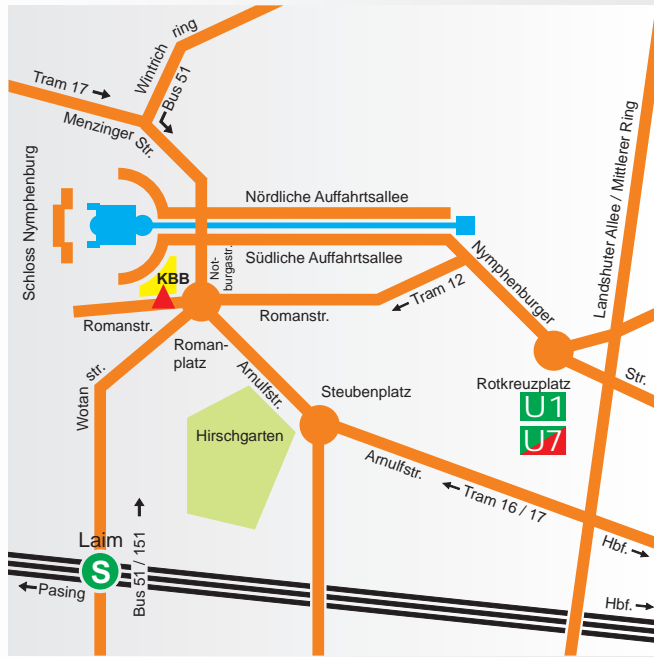 Wintrich ring
Tram 17
Bus 51
Menzinger Str.
Landshuter Allee / Mittlerer Ring
Schloss Nymphenburg
Nördliche Auffahrtsallee
Not-
burgastr.
Südliche Auffahrtsallee
Nymphenburger
Str.
KBB
Tram 12
Romanstr.
Romanstr.
Roman-
platz
Wotan str.
Arnulfstr.
Steubenplatz
Rotkreuzplatz
U1
U7
Hirschgarten
Arnulfstr.
Tram 16 / 17
Hbf.
Laim
S
Bus 51 / 151
Pasing
Hbf.